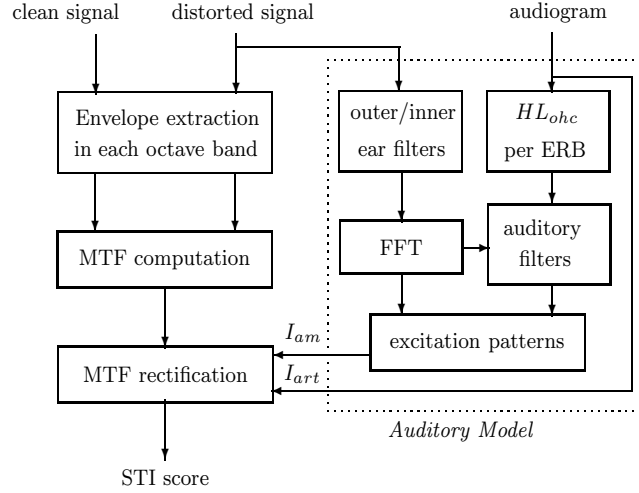 clean signal
distorted signal
audiogram
Envelope extraction
in each octave band
outer/inner
ear filters
HL_ohc
per ERB
MTF computation
FFT
auditory
filters
excitation patterns
I_am
MTF rectification
I_art
Auditory Model
STI score